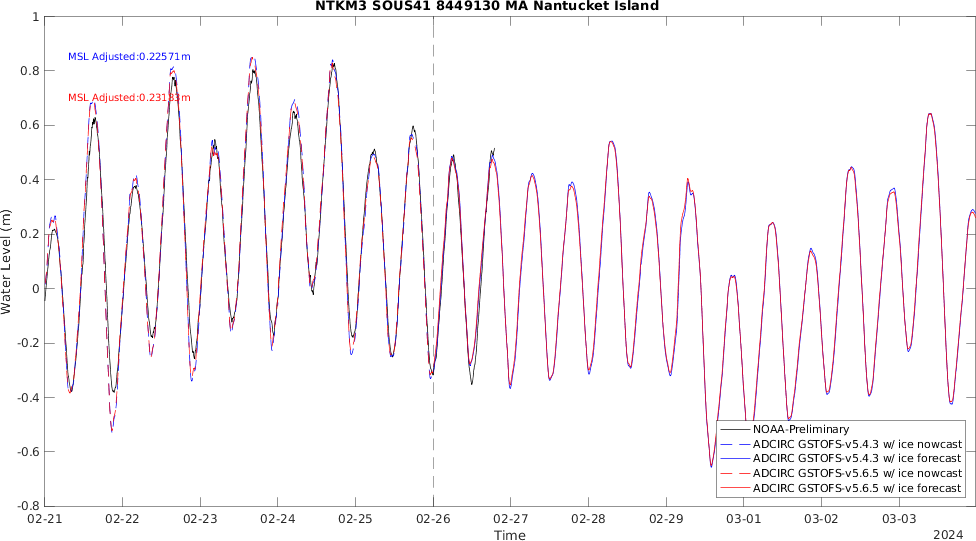 NTKM3 SOUS41 8449130 MA Nantucket Island
1
0.8
0.6
0.4
0.2
0
-0.2
-0.4
-0.6
-0.8
Water Level (m)
MSL Adjusted:0.22571m
MSL Adjusted:0.23133m
NOAA-Preliminary
ADCIRC GSTOFS-v5.4.3 w/ ice nowcast
ADCIRC GSTOFS-v5.4.3 w/ ice forecast
ADCIRC GSTOFS-v5.6.5 w/ ice nowcast
ADCIRC GSTOFS-v5.6.5 w/ ice forecast
02-21 02-22 02-23 02-24 02-25 02-26 02-27 02-28 02-29 03-01 03-02 03-03
Time
2024